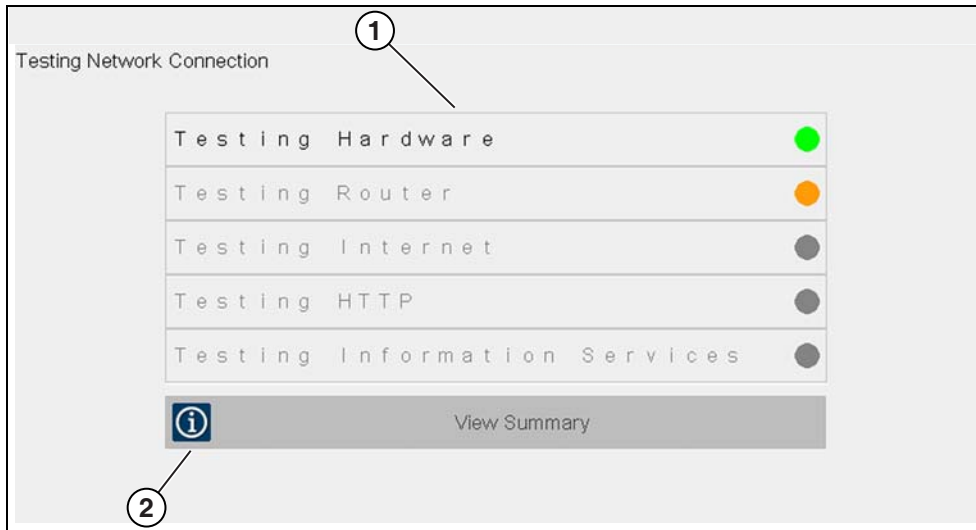 1
Testing Network Connection
Testing Hardware
Testing Router
Testing Internet
Testing HTTP
Testing Information Services
i View Summary
2